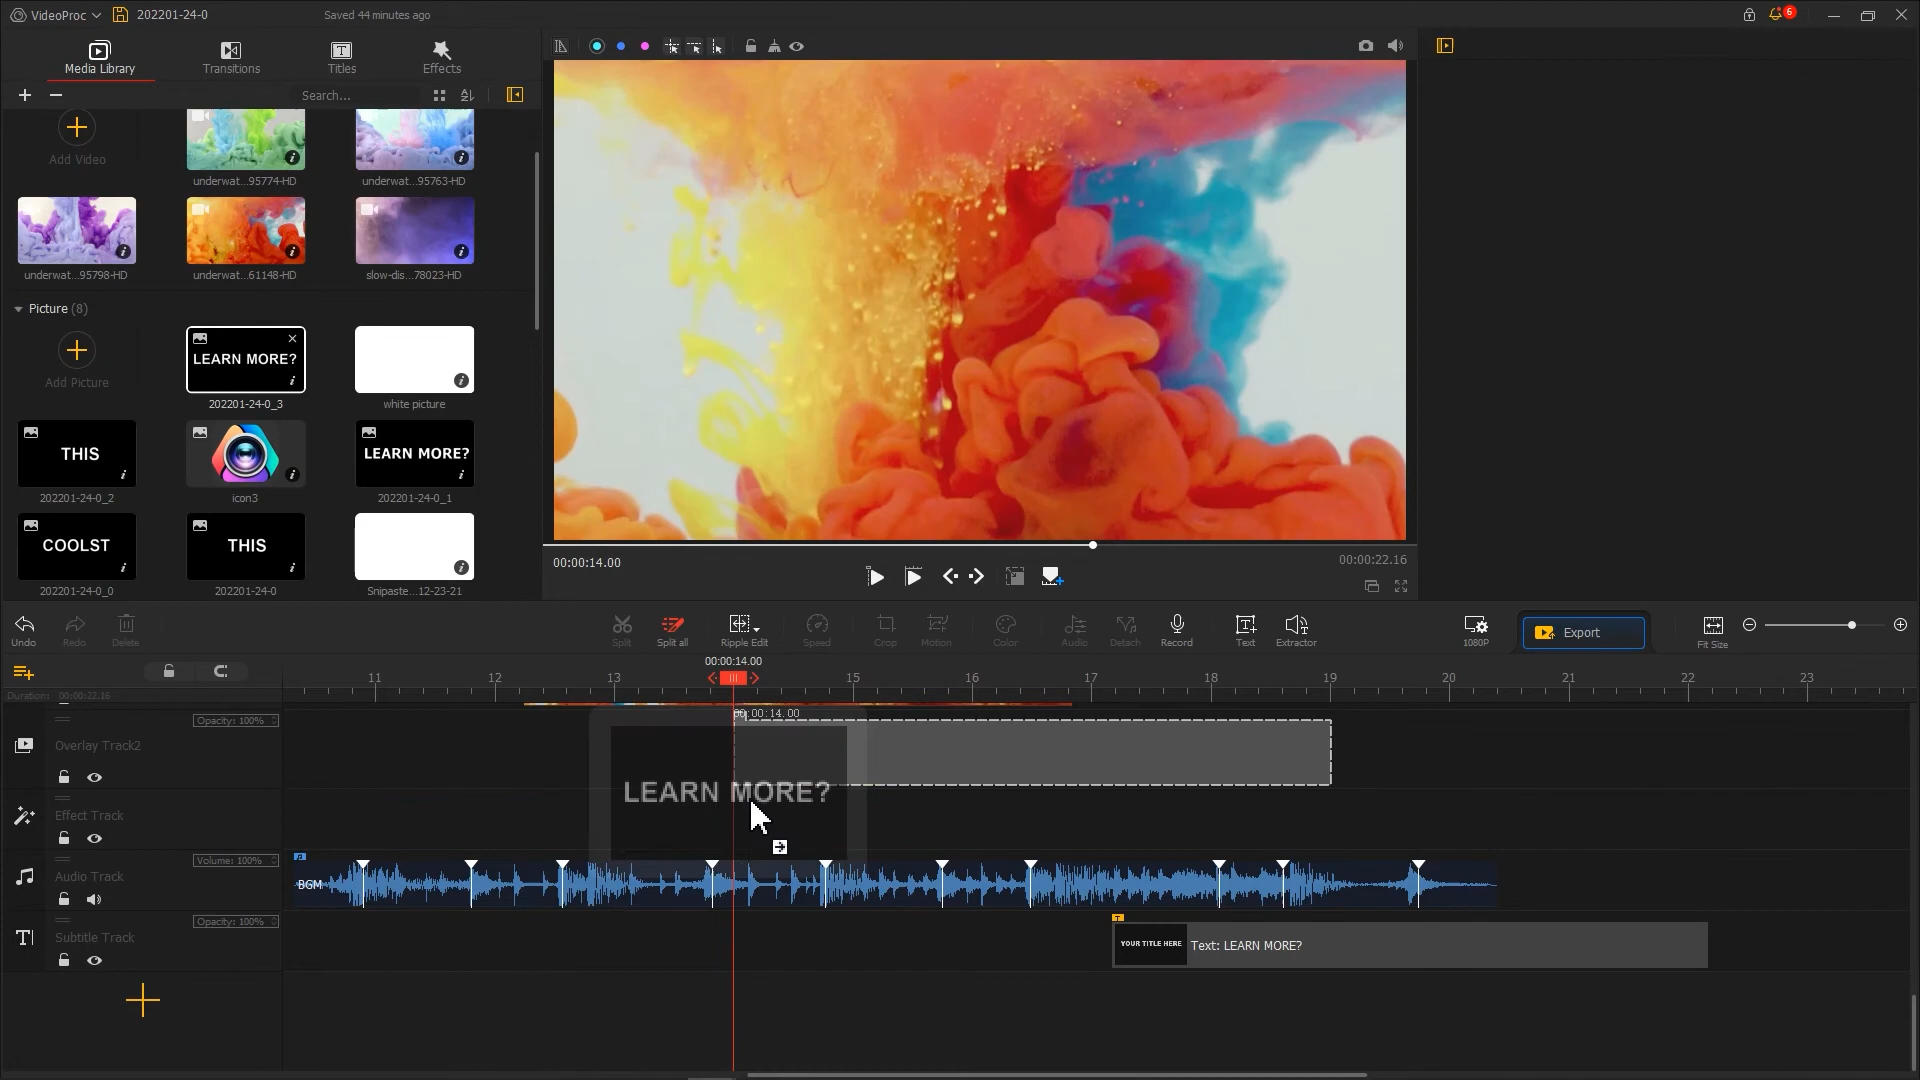 VideoProc
202201-24-0
Saved 44 minutes ago
6
Media Library
Transitions
Titles
Effects
Search...
Add Video
underwat...95774-HD
underwat...95763-HD
underwat...95798-HD
underwat...61148-HD
slow-dis...78023-HD
Picture (8)
LEARN MORE?
Add Picture
202201-24-0_3
white picture
THIS
LEARN MORE?
202201-24-0_2
icon3
202201-24-0_1
COOLST
THIS
202201-24-0_0
202201-24-0
Snipaste...12-23-21
00:00:14.00
00:00:22.16
Undo
Redo
Delete
Split
Split all
Ripple Edit
Speed
Crop
Motion
Color
Audio
Detach
Record
Text
Extractor
1080P
Export
Fit Size
00:00:14.00
11
12
13
15
16
17
18
19
20
21
22
23
Duration: 00:00:22.16
Opacity: 100%
00:00:14.00
Overlay Track2
LEARN MORE?
Effect Track
Volume: 100%
Audio Track
BGM
Opacity: 100%
Subtitle Track
YOUR TITLE HERE
Text: LEARN MORE?